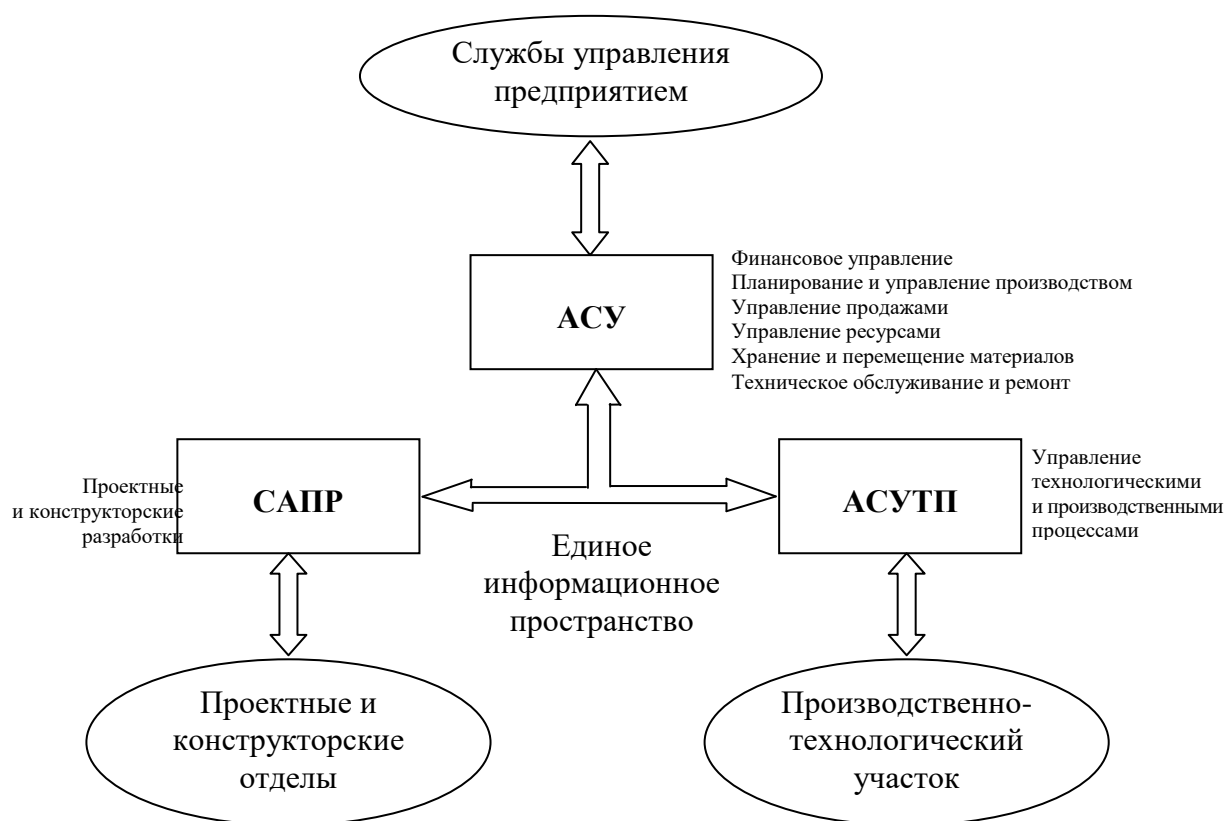 Службы управления
предприятием
АСУ
Финансовое управление
Планирование и управление производством
Управление продажами
Управление ресурсами
Хранение и перемещение материалов
Техническое обслуживание и ремонт
Проектные
и конструкторские
разработки
САПР
АСУТП
Управление
технологическими
и производственными
процессами
Единое
информационное
пространство
Проектные и
конструкторские
отделы
Производственно-
технологический
участок